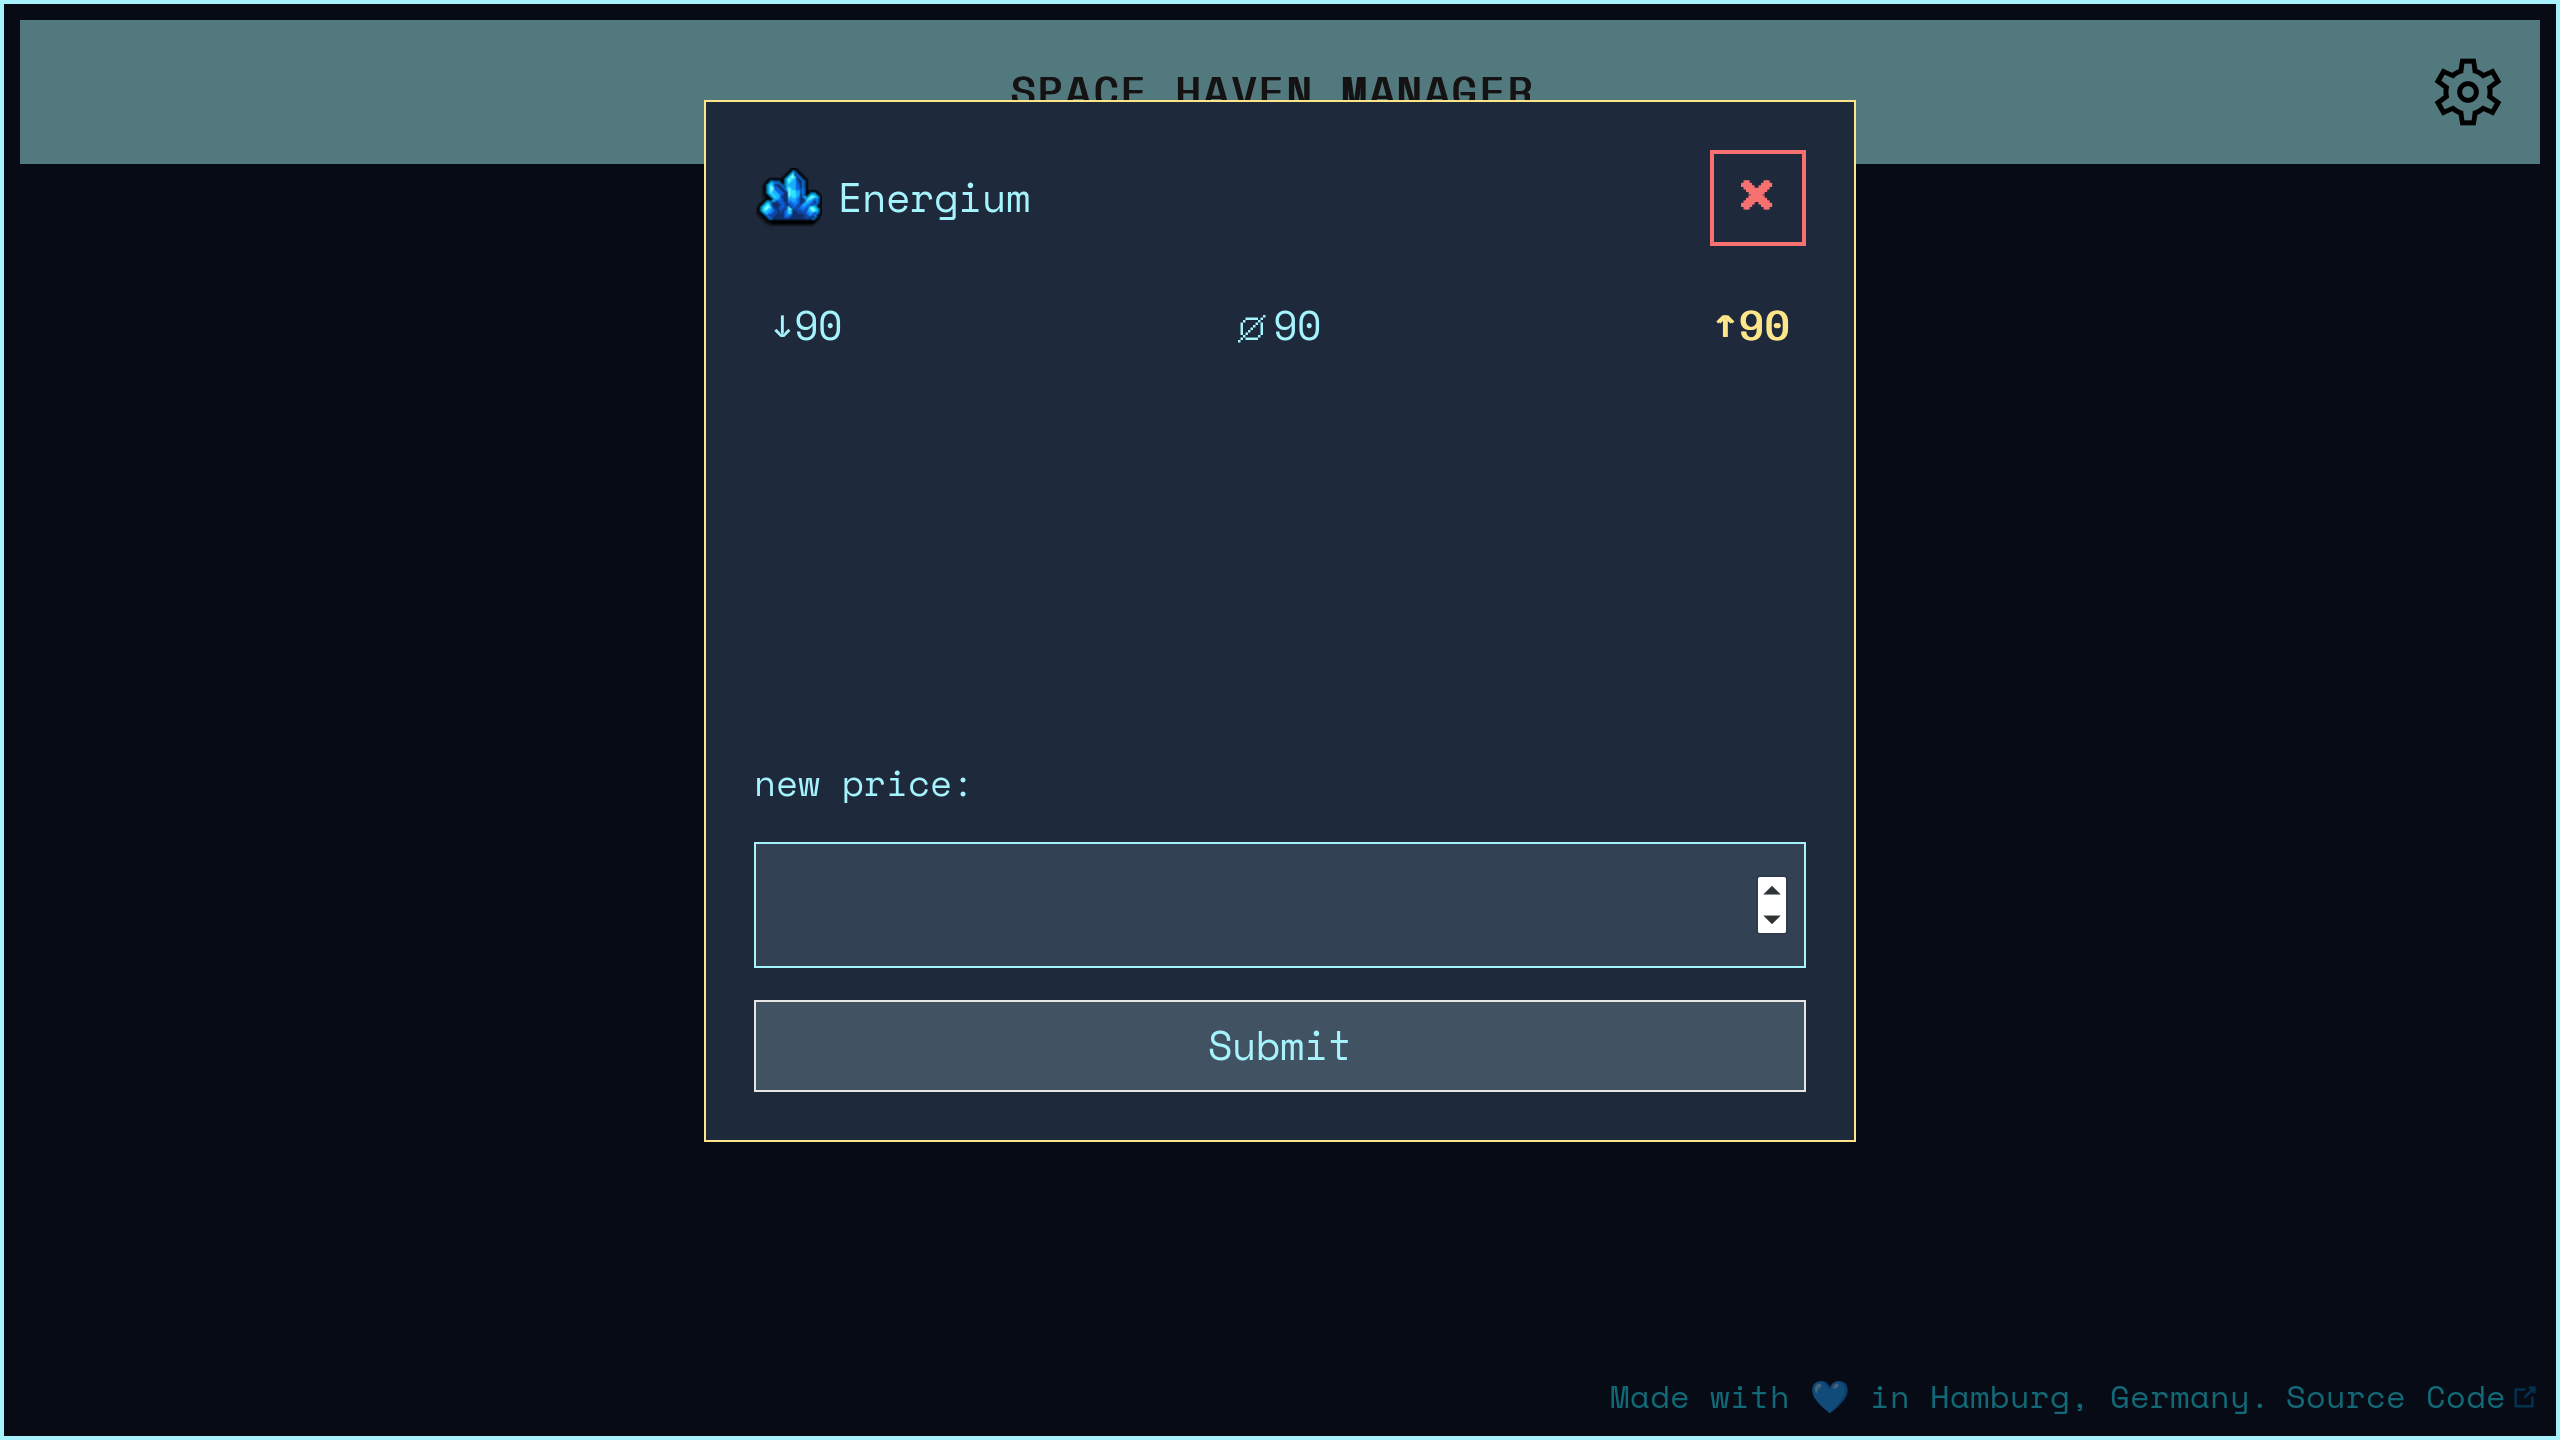 SPACE HAVEN MANAGER
Energium
↓90 ∅90 ↑90
new price:
Submit
Made with 💙 in Hamburg, Germany. Source Code